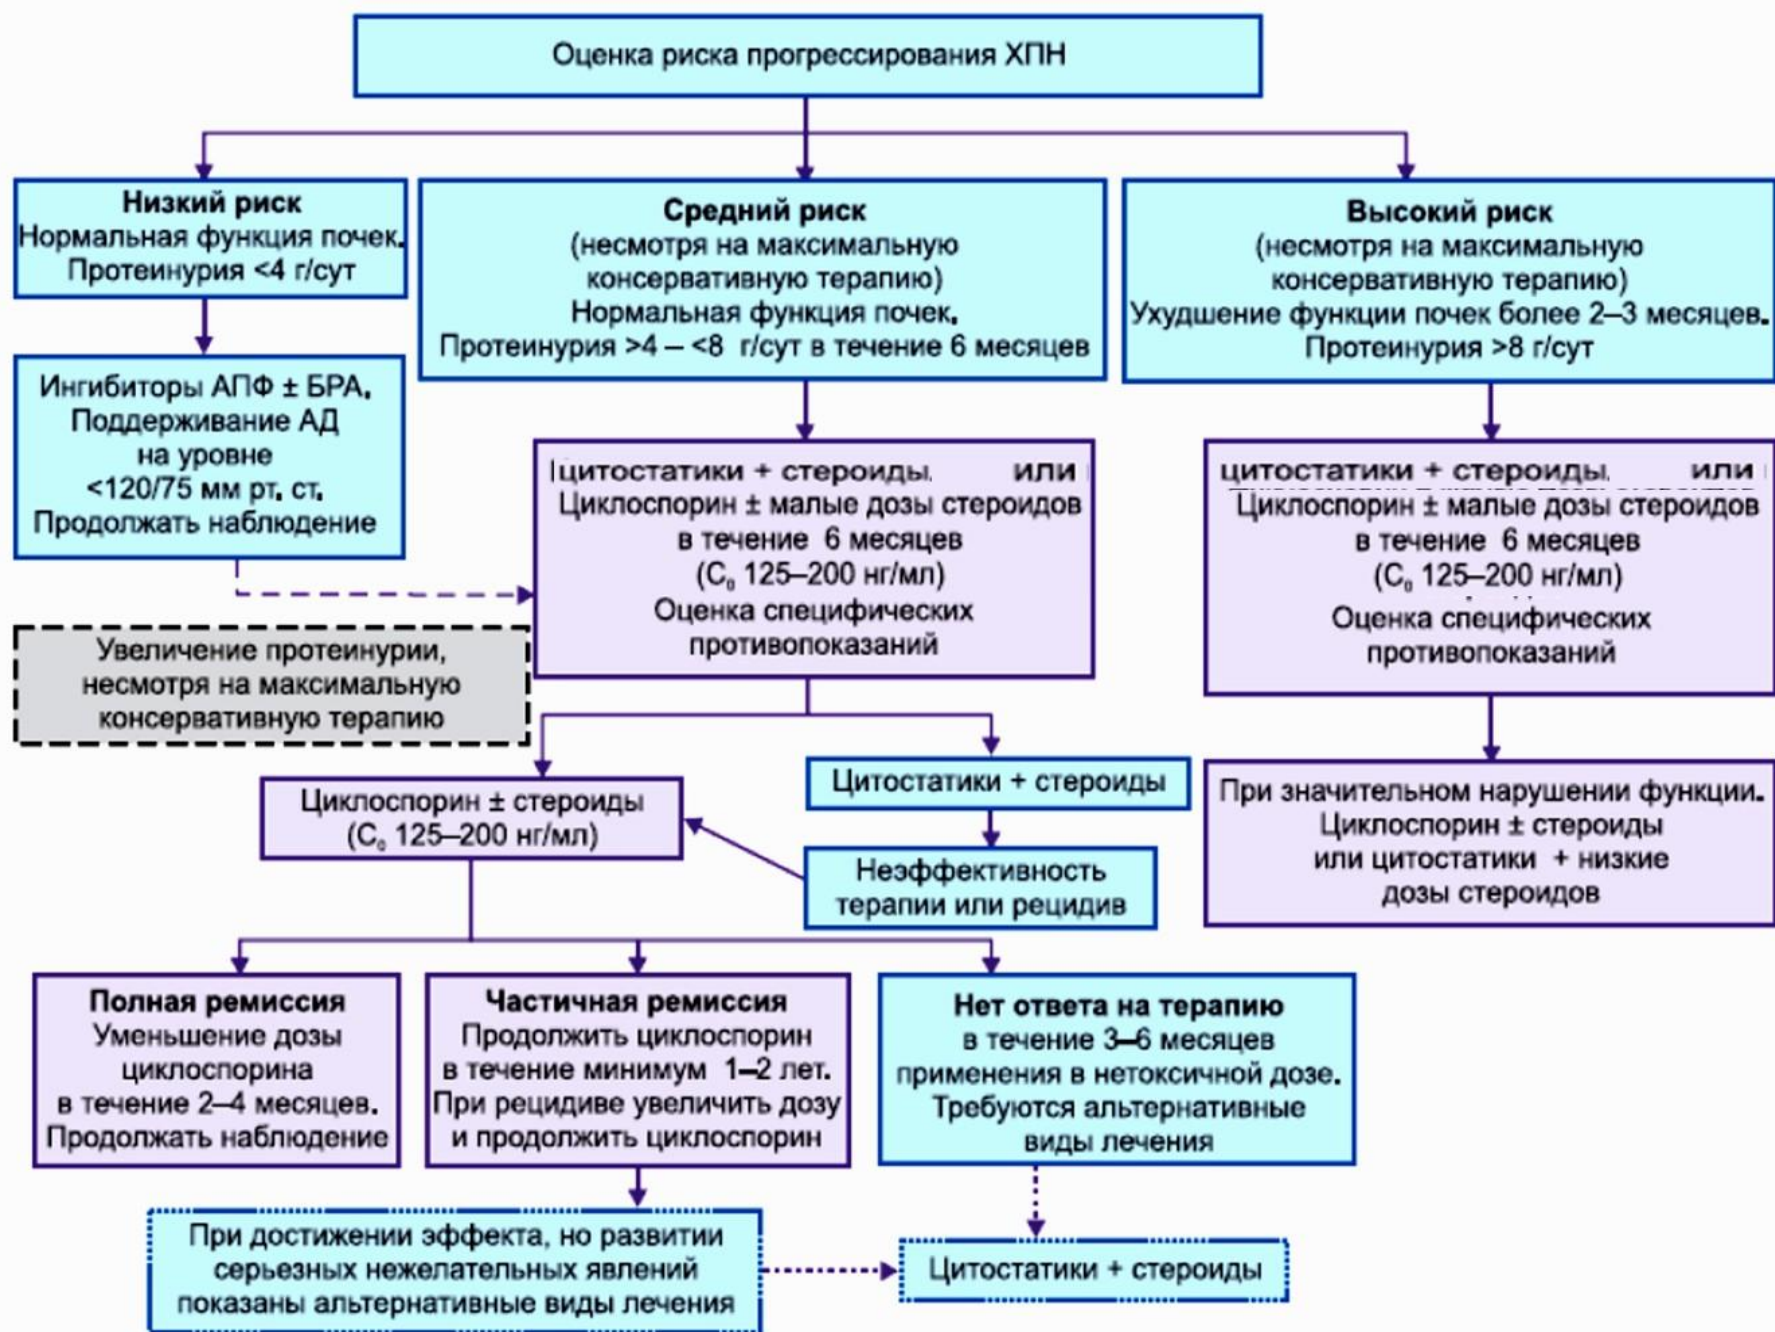 Оценка риска прогрессирования ХПН
Низкий риск
Нормальная функция почек.
Протеинурия <4 г/сут
Средний риск
(несмотря на максимальную
консервативную терапию)
Нормальная функция почек.
Протеинурия >4 – <8 г/сут в течение 6 месяцев
Высокий риск
(несмотря на максимальную
консервативную терапию)
Ухудшение функции почек более 2–3 месяцев.
Протеинурия >8 г/сут
Ингибиторы АПФ ± БРА.
Поддерживание АД
на уровне
<120/75 мм рт. ст.
Продолжать наблюдение
цитостатики + стероиды. или
Циклоспорин ± малые дозы стероидов
в течение 6 месяцев
(C₀ 125–200 нг/мл)
Оценка специфических
противопоказаний
цитостатики + стероиды. или
Циклоспорин ± малые дозы стероидов
в течение 6 месяцев
(C₀ 125–200 нг/мл)
Оценка специфических
противопоказаний
Увеличение протеинурии,
несмотря на максимальную
консервативную терапию
Циклоспорин ± стероиды
(C₀ 125–200 нг/мл)
Цитостатики + стероиды
Неэффективность
терапии или рецидив
При значительном нарушении функции.
Циклоспорин ± стероиды
или цитостатики + низкие
дозы стероидов
Полная ремиссия
Уменьшение дозы
циклоспорина
в течение 2–4 месяцев.
Продолжать наблюдение
Частичная ремиссия
Продолжить циклоспорин
в течение минимум 1–2 лет.
При рецидиве увеличить дозу
и продолжить циклоспорин
Нет ответа на терапию
в течение 3–6 месяцев
применения в нетоксичной дозе.
Требуются альтернативные
виды лечения
При достижении эффекта, но развитии
серьезных нежелательных явлений
показаны альтернативные виды лечения
Цитостатики + стероиды